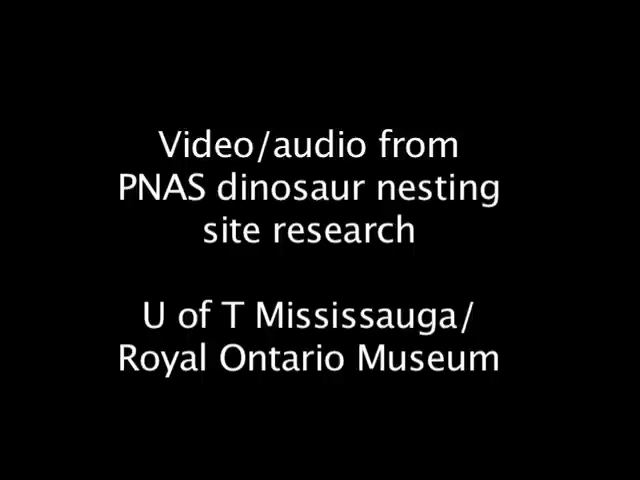 Video/audio from
PNAS dinosaur nesting
site research
U of T Mississauga/
Royal Ontario Museum